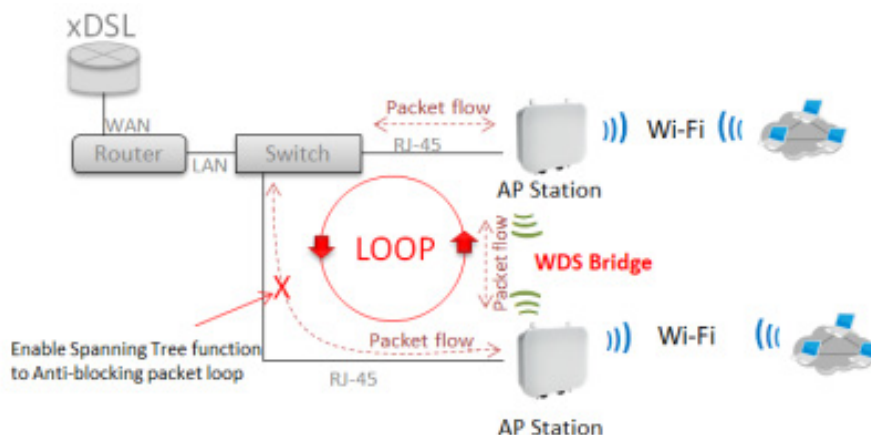 xDSL
WAN
Router
LAN
Switch
RJ-45
Packet flow
AP Station
Wi-Fi
LOOP
Packet flow
WDS Bridge
X
Enable Spanning Tree function
to Anti-blocking packet loop
Packet flow
RJ-45
AP Station
Wi-Fi